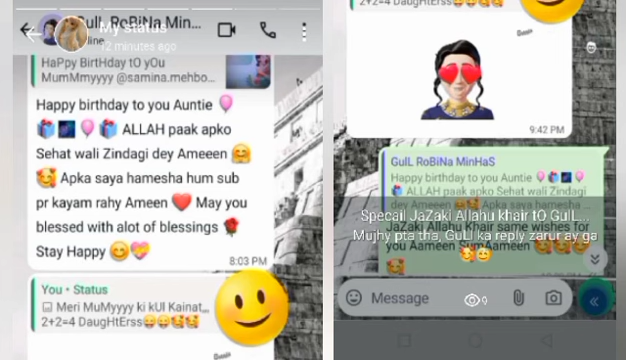 GulL RoBiNa Min...
My status
12 minutes ago
HaPpy BirtHday tO yOu
MumMmyyyy @samina.mehbo...
Happy birthday to you Auntie 🎈
🎁🎆🎈🎁 ALLAH paak apko
Sehat wali Zindagi dey Ameeen 🤗
🥰 Apka saya hamesha hum sub
pr kayam rahy Ameen ❤️ May you
blessed with alot of blessings 🌹
Stay Happy 😊💝
8:03 PM
You • Status
Meri MuMyyyy ki kUl Kainat...
2+2=4 DaugHtErss😄😄🥰🥰
2+2=4 DaugHtErss
9:42 PM
GulL RoBiNa MinHaS
Happy birthday to you Auntie 🎈🎁🎆🎈
🎁 ALLAH paak apko Sehat wali Zindagi
dey Ameeen 🤗🥰 Apka saya hamesha
Specail JaZaki Allahu khair tO GulL...
Mujhy pta tha, GulLl ka reply zarur ay ga
🥰😊
JaZaki Allahu Khair same wishes for
you Aameen SumAameen
Message
0